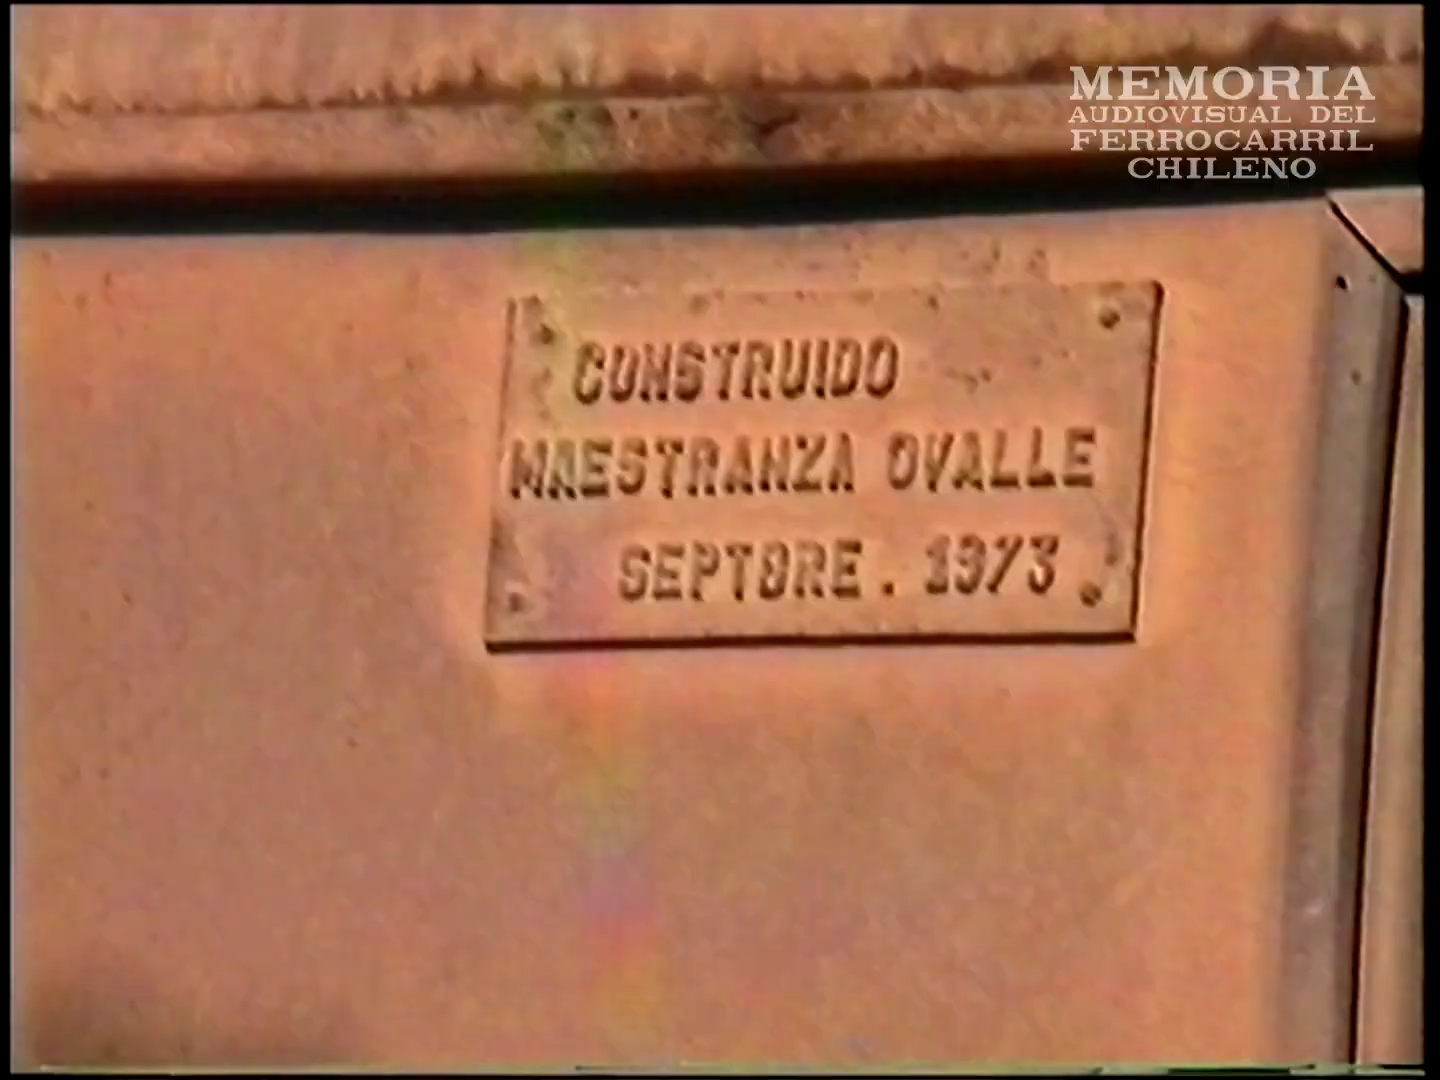 MEMORIA
AUDIOVISUAL DEL
FERROCARRIL
CHILENO
CONSTRUIDO
MAESTRANZA OVALLE
SEPTBRE. 1973